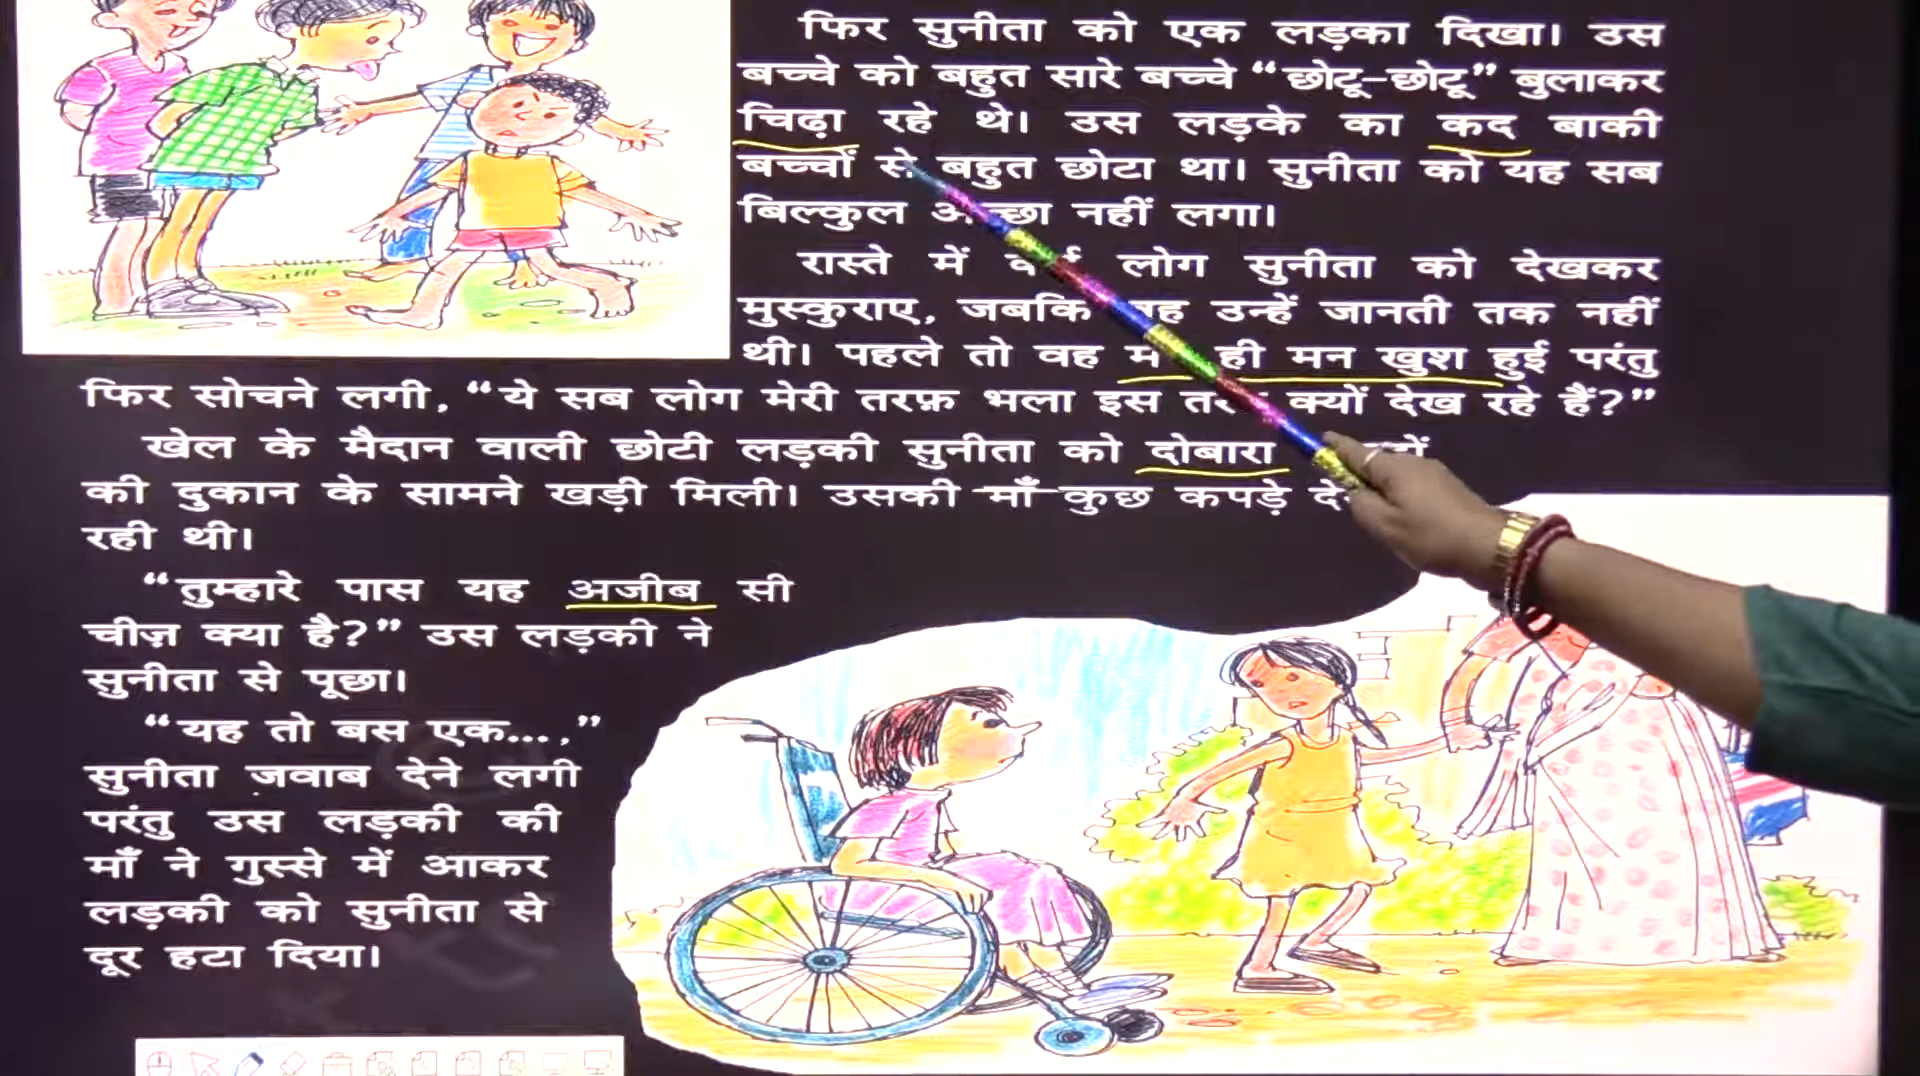 फिर सुनीता को एक लड़का दिखा। उस
बच्चे को बहुत सारे बच्चे “छोटू–छोटू” बुलाकर
चिढ़ा रहे थे। उस लड़के का कद बाकी
बच्चों से बहुत छोटा था। सुनीता को यह सब
बिल्कुल नहीं लगा।
रास्ते में लोग सुनीता को देखकर
मुस्कुराए, जबकि उन्हें जानती तक नहीं
थी। पहले तो वह ही मन खुश हुई परंतु
फिर सोचने लगी, “ये सब लोग मेरी तरफ़ भला इस क्यों देख रहे हैं?”
खेल के मैदान वाली छोटी लड़की सुनीता को दोबारा
की दुकान के सामने खड़ी मिली। उसकी माँ कुछ कपड़े
रही थी।
“तुम्हारे पास यह अजीब सी
चीज़ क्या है?” उस लड़की ने
सुनीता से पूछा।
“यह तो बस एक....,”
सुनीता जवाब देने लगी
परंतु उस लड़की की
माँ ने गुस्से में आकर
लड़की को सुनीता से
दूर हटा दिया।